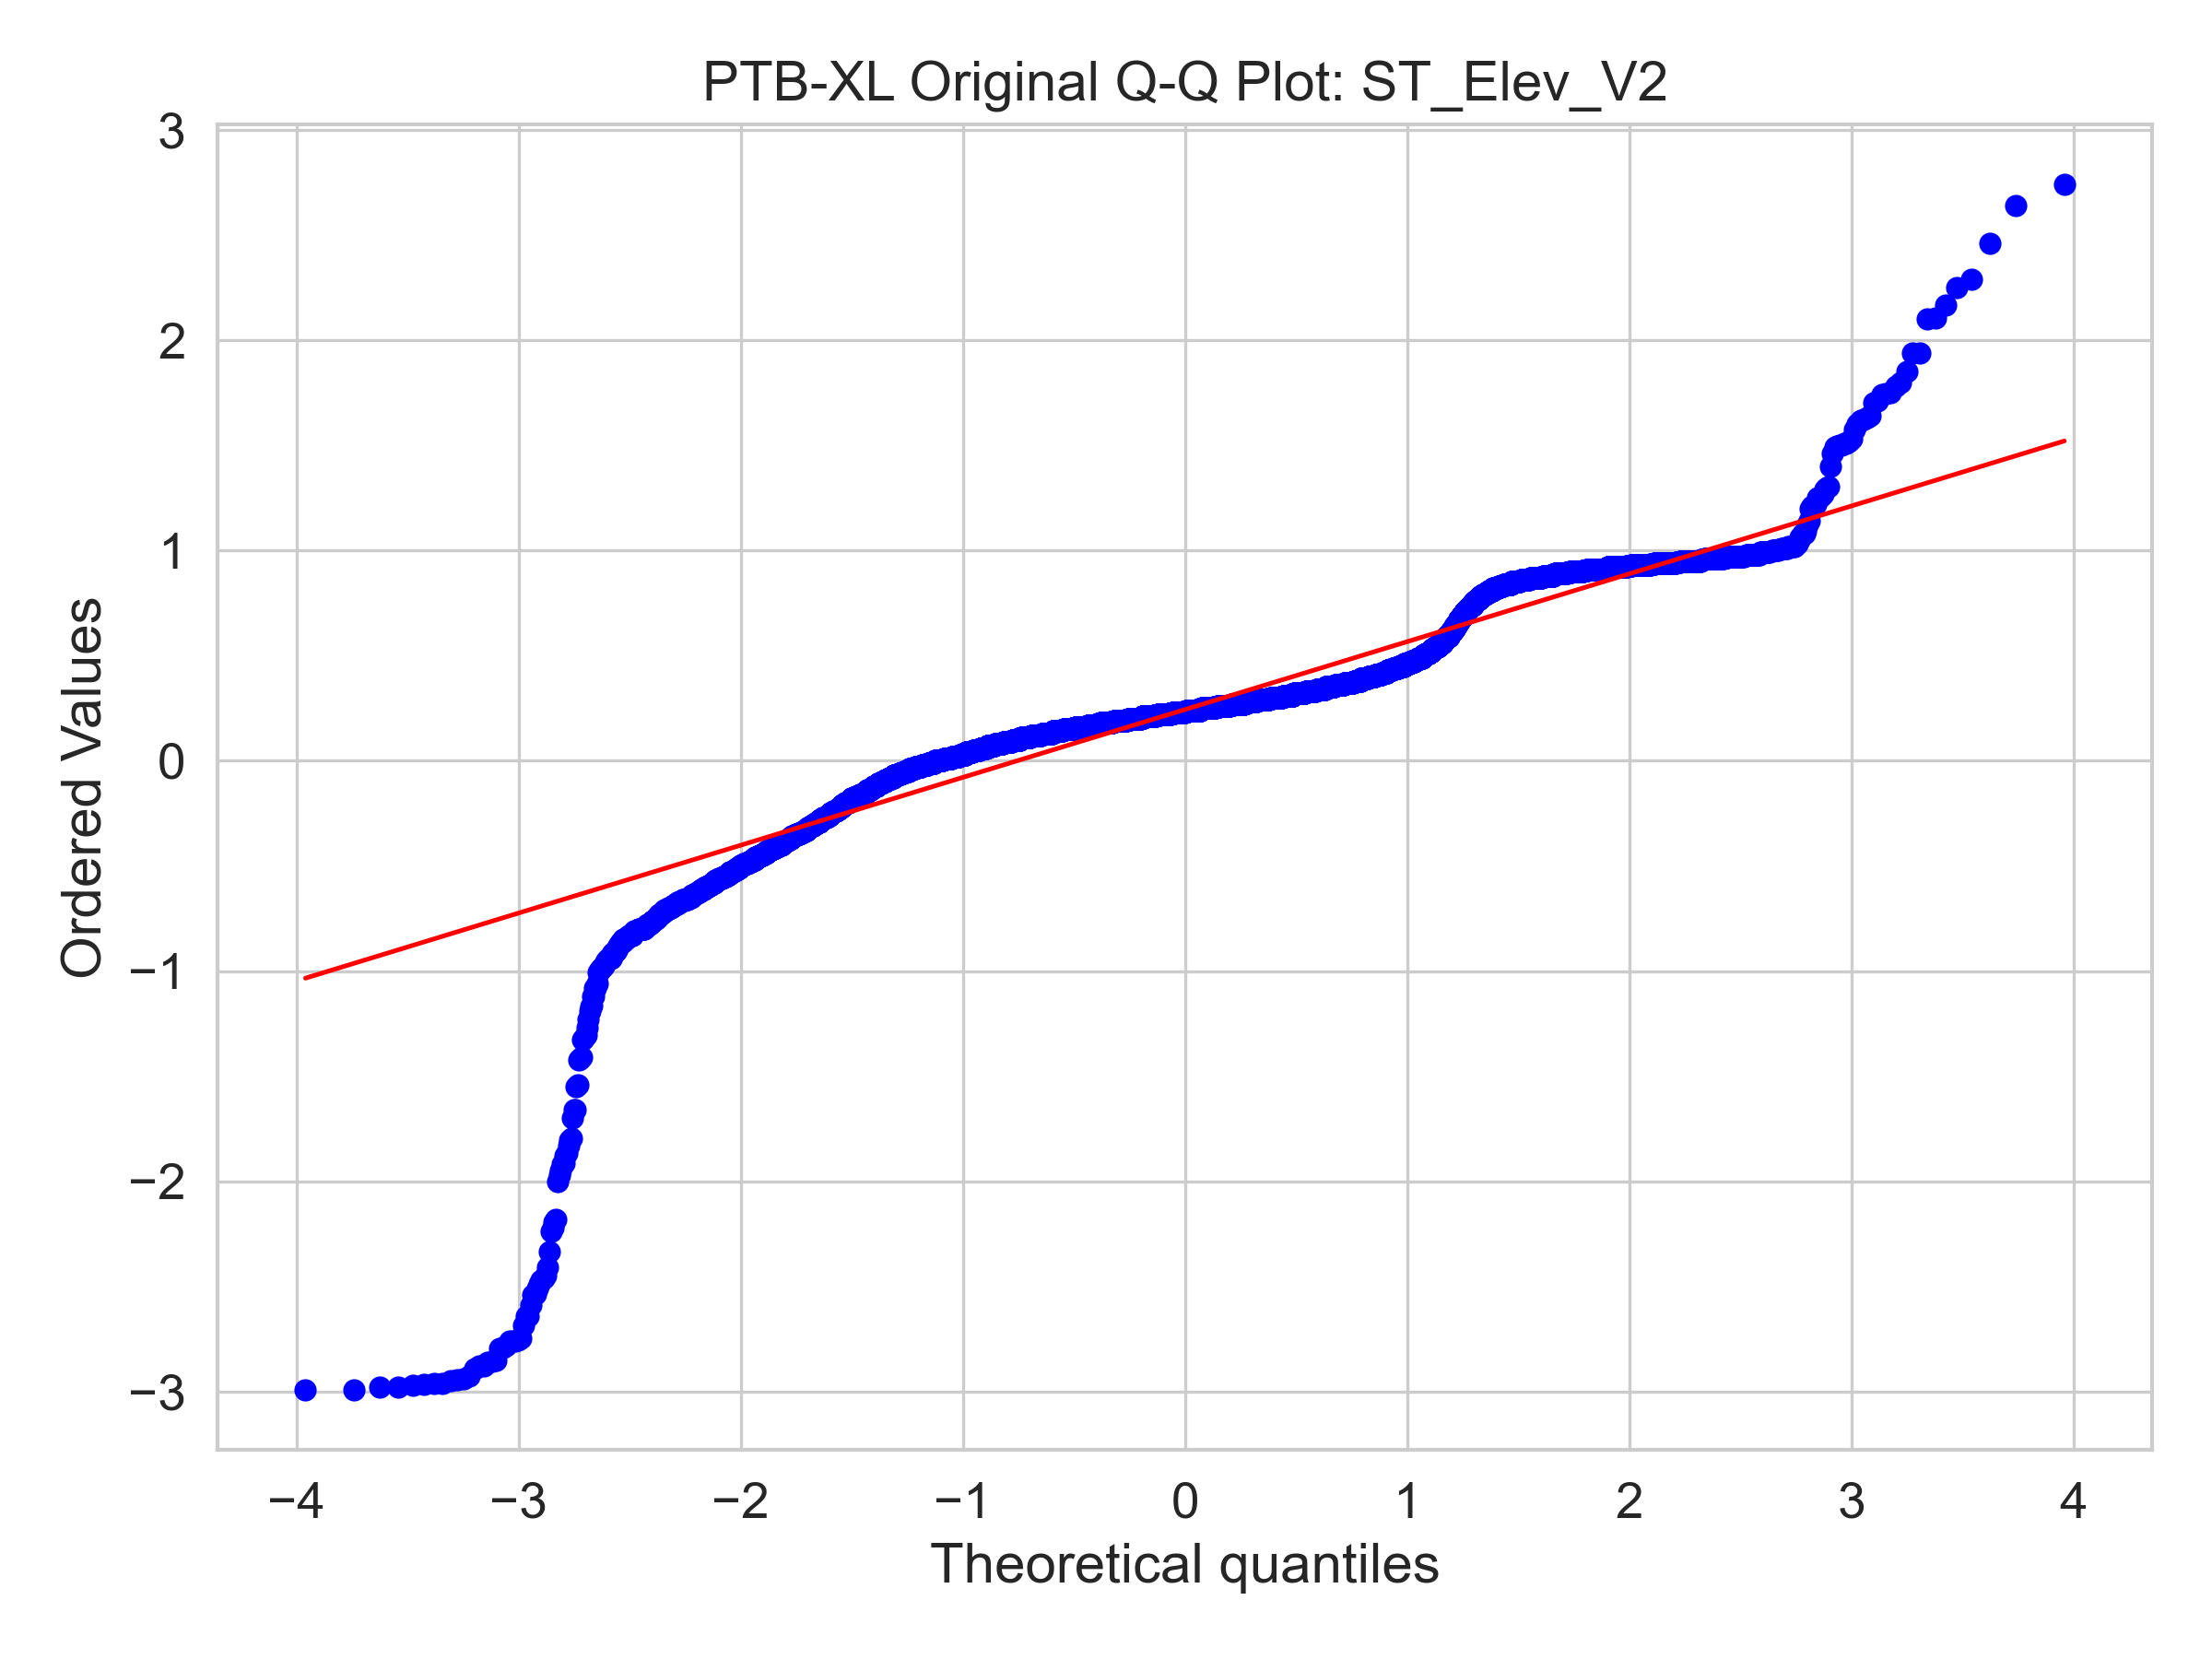 PTB-XL Original Q-Q Plot: ST_Elev_V2
3
2
1
0
−1
−2
−3
Ordered Values
−4 −3 −2 −1 0 1 2 3 4
Theoretical quantiles